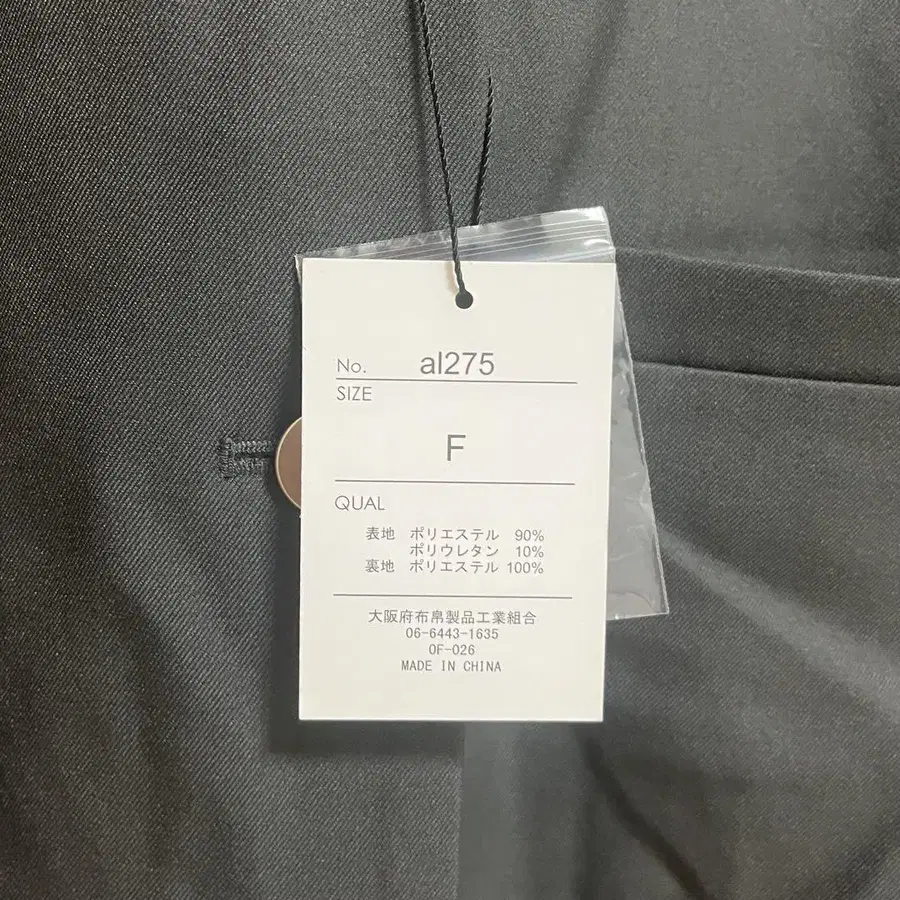 No. al275
SIZE
F
QUAL
表地 ポリエステル 90%
ポリウレタン 10%
裏地 ポリエステル 100%
大阪府布帛製品工業組合
06-6443-1635
OF-026
MADE IN CHINA